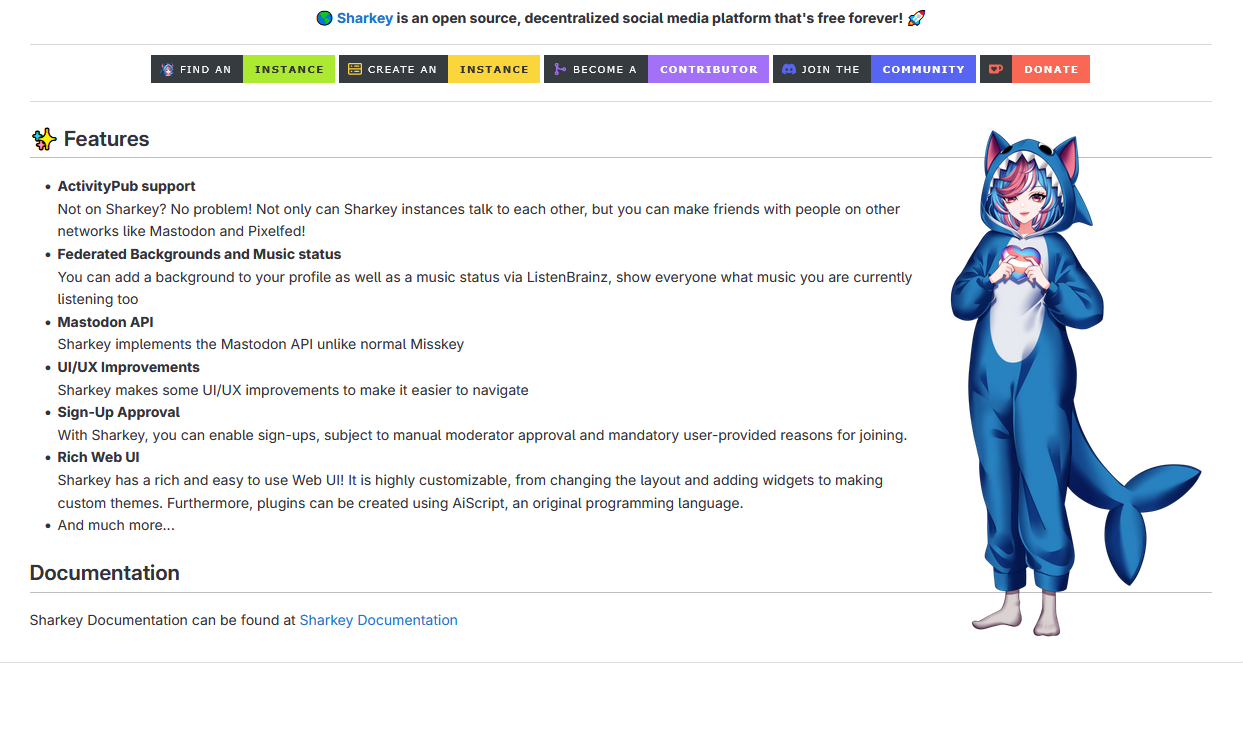 Sharkey is an open source, decentralized social media platform that's free forever!
FIND AN INSTANCE CREATE AN INSTANCE BECOME A CONTRIBUTOR JOIN THE COMMUNITY DONATE
Features
ActivityPub support
Not on Sharkey? No problem! Not only can Sharkey instances talk to each other, but you can make friends with people on other
networks like Mastodon and Pixelfed!
Federated Backgrounds and Music status
You can add a background to your profile as well as a music status via ListenBrainz, show everyone what music you are currently
listening too
Mastodon API
Sharkey implements the Mastodon API unlike normal Misskey
UI/UX Improvements
Sharkey makes some UI/UX improvements to make it easier to navigate
Sign-Up Approval
With Sharkey, you can enable sign-ups, subject to manual moderator approval and mandatory user-provided reasons for joining.
Rich Web UI
Sharkey has a rich and easy to use Web UI! It is highly customizable, from changing the layout and adding widgets to making
custom themes. Furthermore, plugins can be created using AiScript, an original programming language.
And much more...
Documentation
Sharkey Documentation can be found at Sharkey Documentation